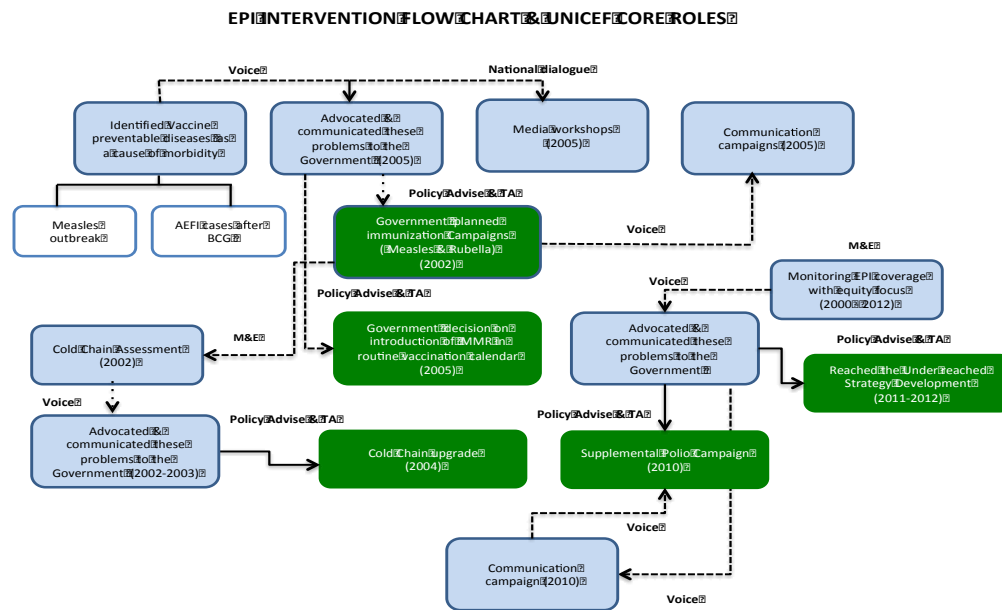 EPI INTERVENTION FLOW CHART & UNICEF CORE ROLES
Voice
National dialogue
Identified Vaccine
preventable diseases as
a cause of morbidity
Advocated &
communicated these
problems to the
Government (2005)
Media workshops
(2005)
Communication
campaigns (2005)
Measles
outbreak
AEFI cases after
BCG
Policy Advise & TA
Government planned
immunization Campaigns
( Measles & Rubella)
(2002)
Voice
M&E
Monitoring EPI coverage
with equity focus
(2000 2012)
Voice
Policy Advise & TA
Government decision on
introduction of MMR in
routine vaccination calendar
(2005)
M&E
Cold Chain Assessment
(2002)
Advocated &
communicated these
problems to the
Government
Policy Advise & TA
Reached the Under reached
Strategy Development
(2011-2012)
Voice
Advocated &
communicated these
problems to the
Government (2002-2003)
Policy Advise & TA
Cold Chain upgrade
(2004)
Policy Advise & TA
Supplemental Polio Campaign
(2010)
Voice
Communication
campaign (2010)
Voice